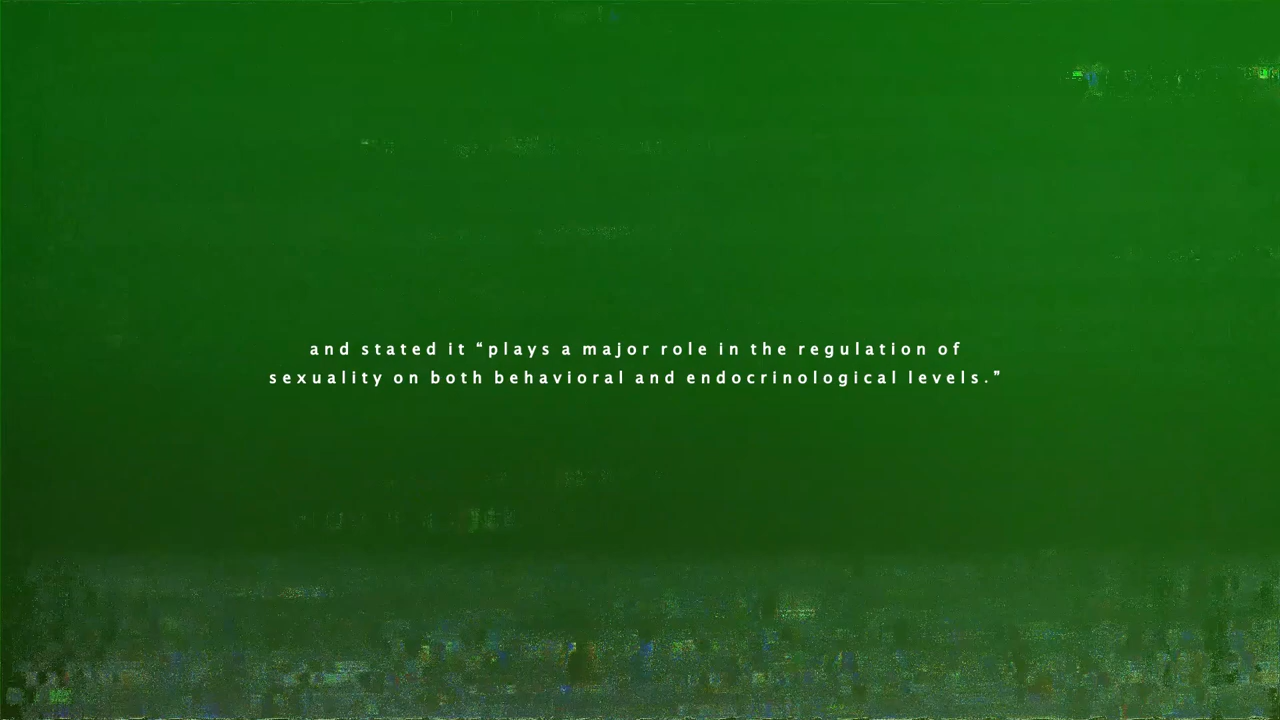 and stated it “plays a major role in the regulation of
sexuality on both behavioral and endocrinological levels.”